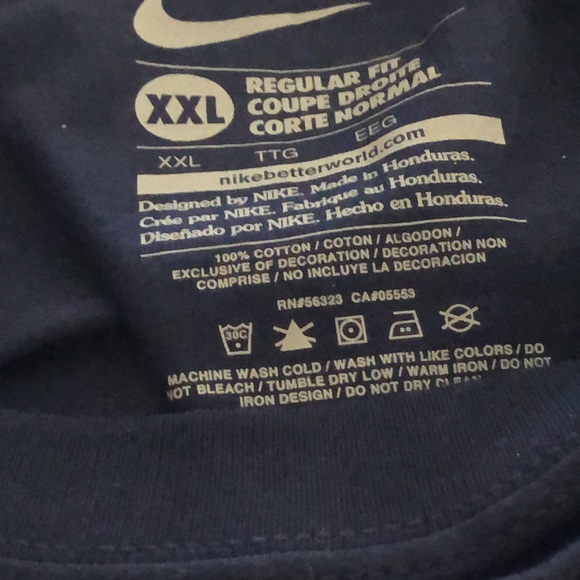 XXL
REGULAR FIT
COUPE DROITE
CORTE NORMAL
XXL TTG EEG
nikebetterworld.com
Designed by NIKE. Made in Honduras.
Crée par NIKE. Fabrique au Honduras.
Diseñado por NIKE. Hecho en Honduras.
100% COTTON / COTON / ALGODON /
EXCLUSIVE OF DECORATION / DECORATION NON
COMPRISE / NO INCLUYE LA DECORACION
RN#56323 CA#05553
30C
MACHINE WASH COLD / WASH WITH LIKE COLORS / DO
NOT BLEACH / TUMBLE DRY LOW / WARM IRON / DO NOT
IRON DESIGN / DO NOT DRY CLEAN